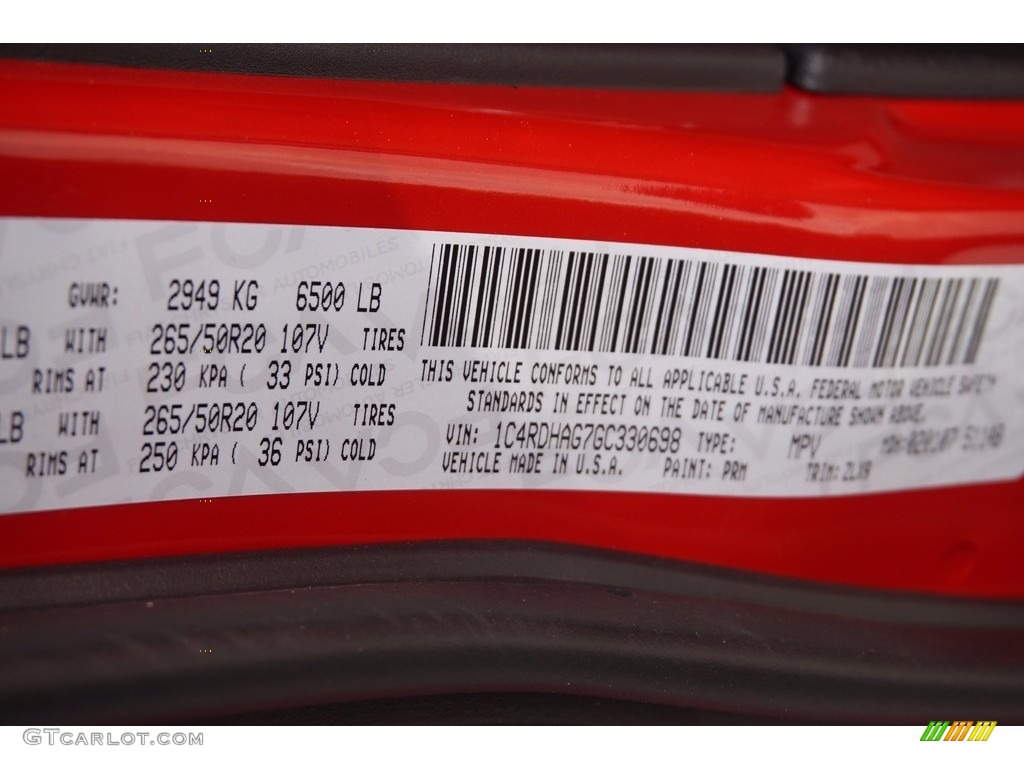 GVWR: 2949 KG 6500 LB
LB WITH 265/50R20 107V TIRES
RIMS AT 230 KPA ( 33 PSI) COLD
LB WITH 265/50R20 107V TIRES
RIMS AT 250 KPA ( 36 PSI) COLD
THIS VEHICLE CONFORMS TO ALL APPLICABLE U.S.A. FEDERAL MOTOR VEHICLE SAFETY
STANDARDS IN EFFECT ON THE DATE OF MANUFACTURE SHOWN ABOVE.
VIN: 1C4RDHAG7GC330698 TYPE: MPV
VEHICLE MADE IN U.S.A. PAINT: PRM TRIM:
GTCARLOT.COM